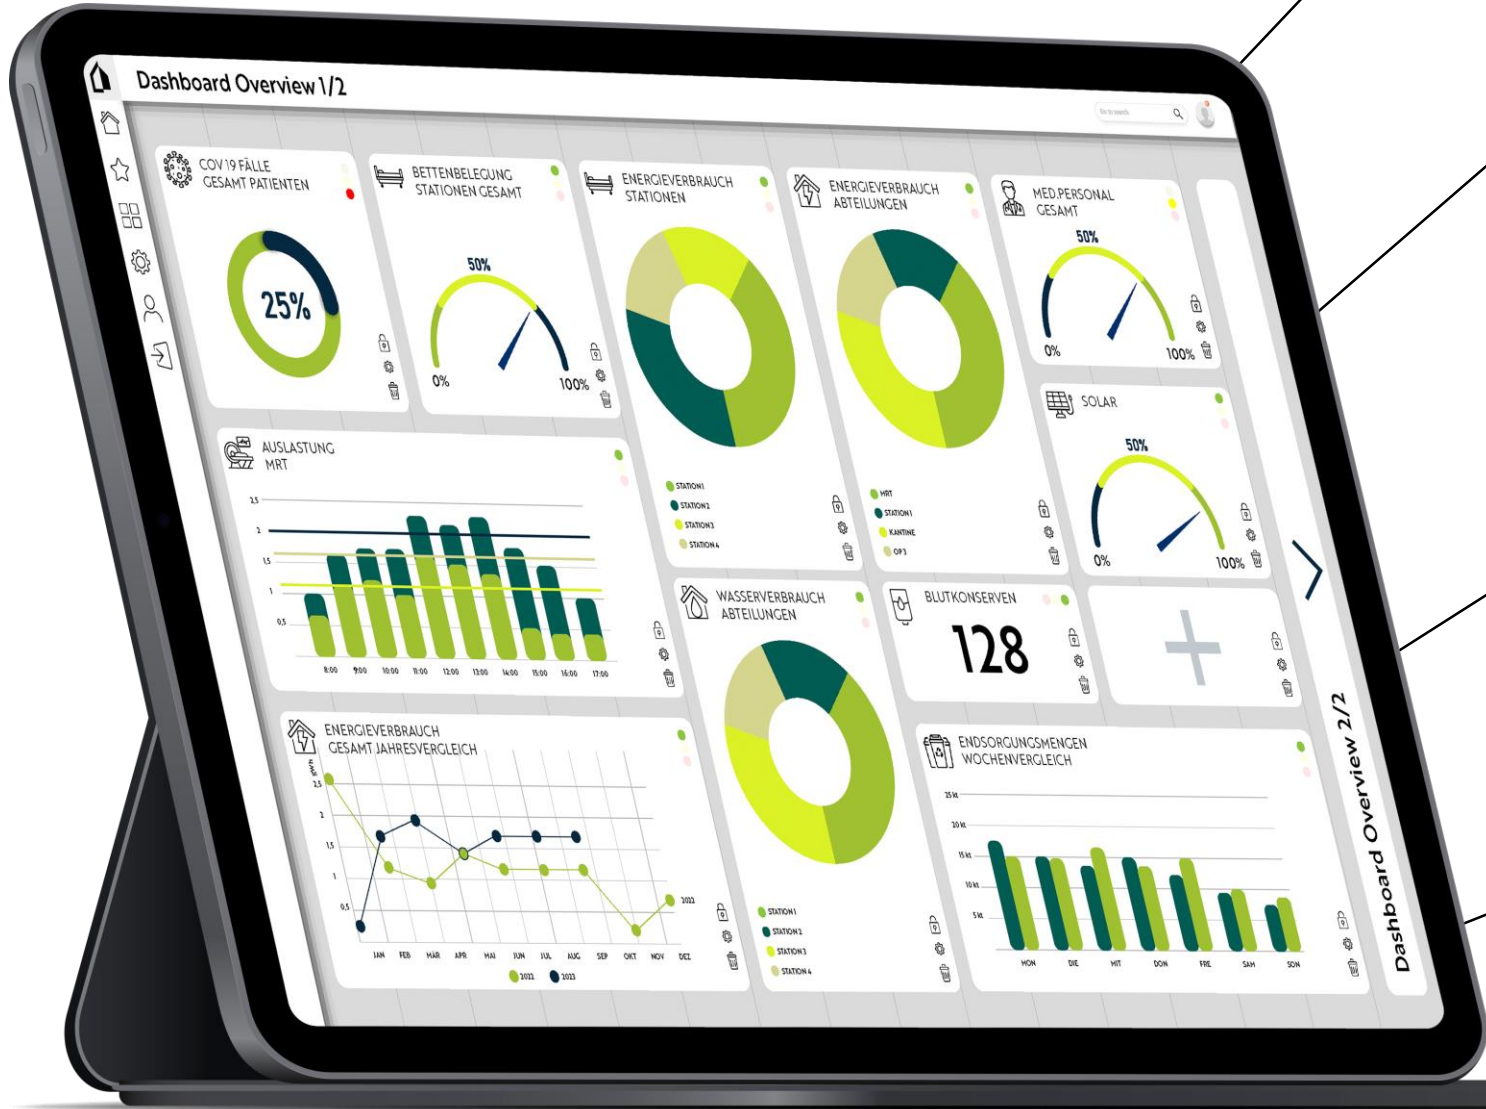 Dashboard Overview 1/2
Go to search
COV 19 FÄLLE
GESAMT PATIENTEN
25%
BETTENBELEGUNG
STATIONEN GESAMT
50%
0%
100%
ENERGIEVERBRAUCH
STATIONEN
STATION 1
STATION 2
STATION 3
STATION 4
ENERGIEVERBRAUCH
ABTEILUNGEN
MRT
STATION 1
KANTINE
OP 3
MED.PERSONAL
GESAMT
50%
0%
100%
SOLAR
50%
0%
100%
AUSLASTUNG
MRT
2,5
2
1,5
1
0,5
8:00 9:00 10:00 11:00 12:00 13:00 14:00 15:00 16:00 17:00
WASSERVERBRAUCH
ABTEILUNGEN
STATION 1
STATION 2
STATION 3
STATION 4
BLUTKONSERVEN
128
ENERGIEVERBRAUCH
GESAMT JAHRESVERGLEICH
2,5
2
1,5
1
0,5
2022
JAN FEB MÄR APR MAI JUN JUL AUG SEP OKT NOV DEZ
2022 2023
ENDSORGUNGSMENGEN
WOCHENVERGLEICH
25 kt
20 kt
15 kt
10 kt
5 kt
MON DIE MIT DON FRE SAM SON
Dashboard Overview 2/2